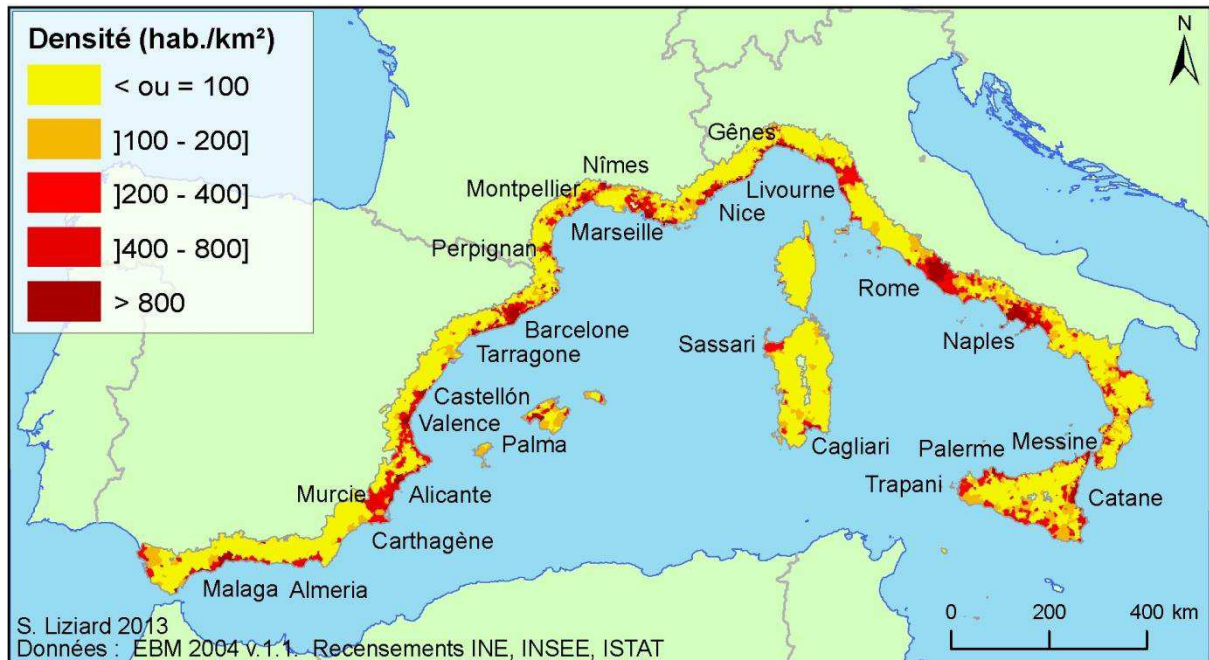 Densité (hab./km²)
< ou = 100
]100 - 200]
]200 - 400]
]400 - 800]
> 800
N
Gênes
Nîmes
Montpellier
Livourne
Nice
Marseille
Perpignan
Rome
Barcelone
Naples
Sassari
Tarragone
Castellón
Valence
Palma
Cagliari
Palerme
Messine
Trapani
Murcie
Alicante
Catane
Carthagène
Malaga
Almeria
0 200 400 km
S. Liziard 2013
Données : EBM 2004 v.1.1. Recensements INE, INSEE, ISTAT